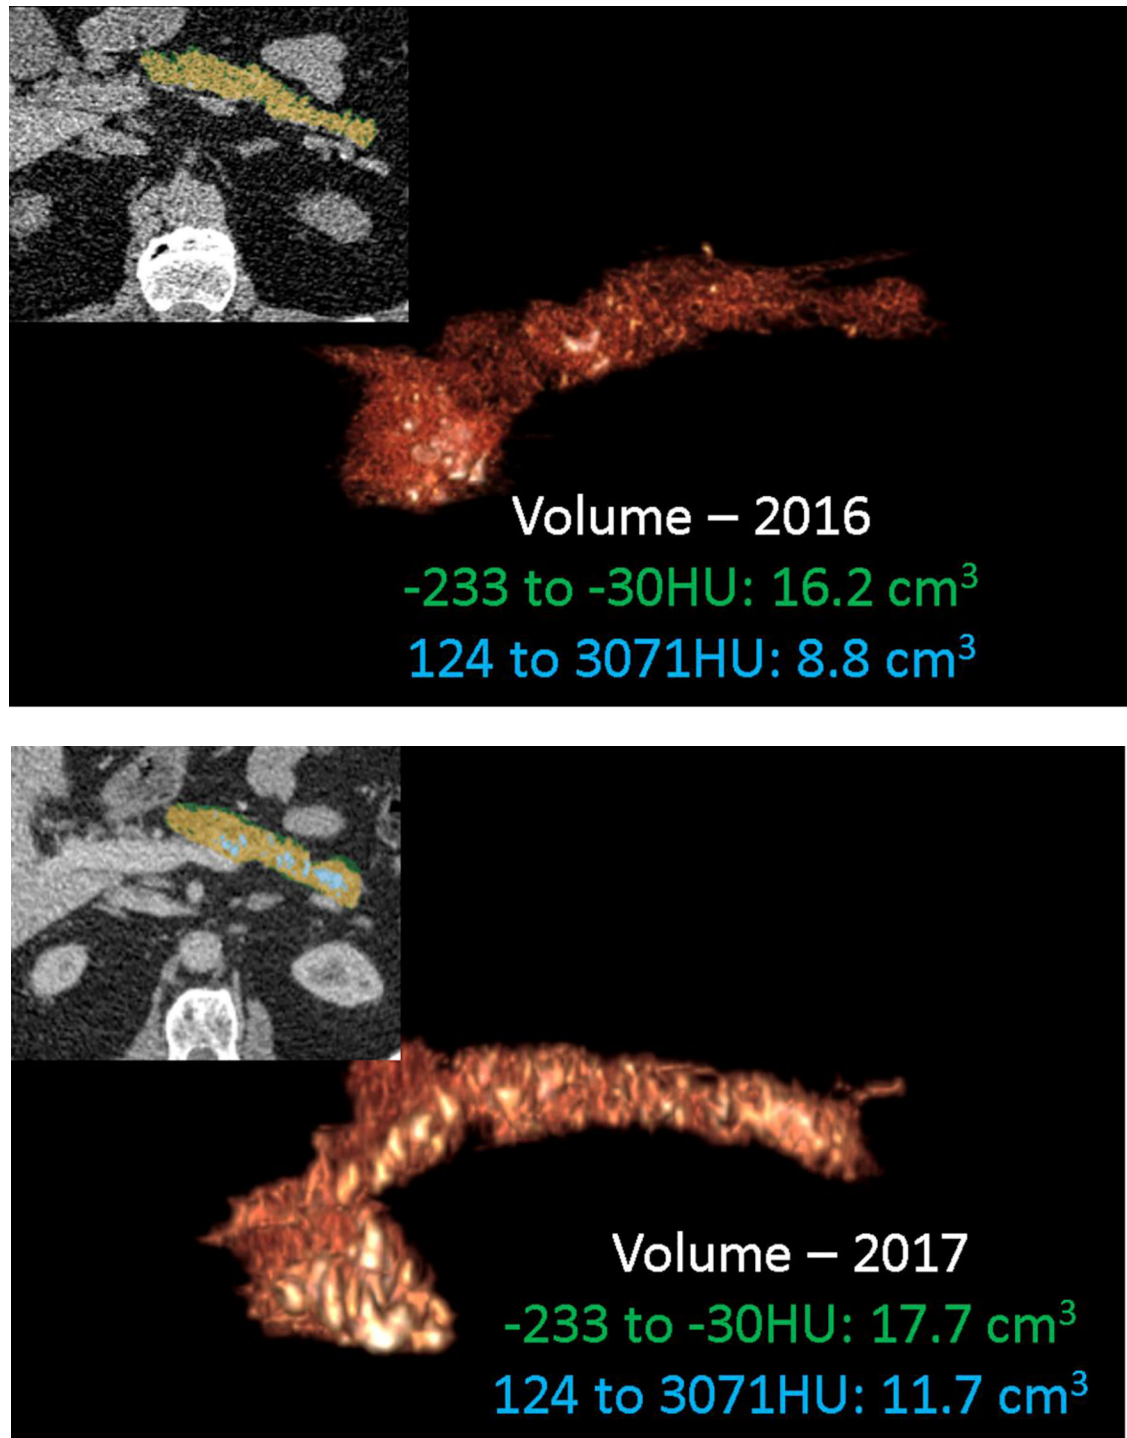 Volume – 2016
-233 to -30HU: 16.2 cm³
124 to 3071HU: 8.8 cm³
Volume – 2017
-233 to -30HU: 17.7 cm³
124 to 3071HU: 11.7 cm³